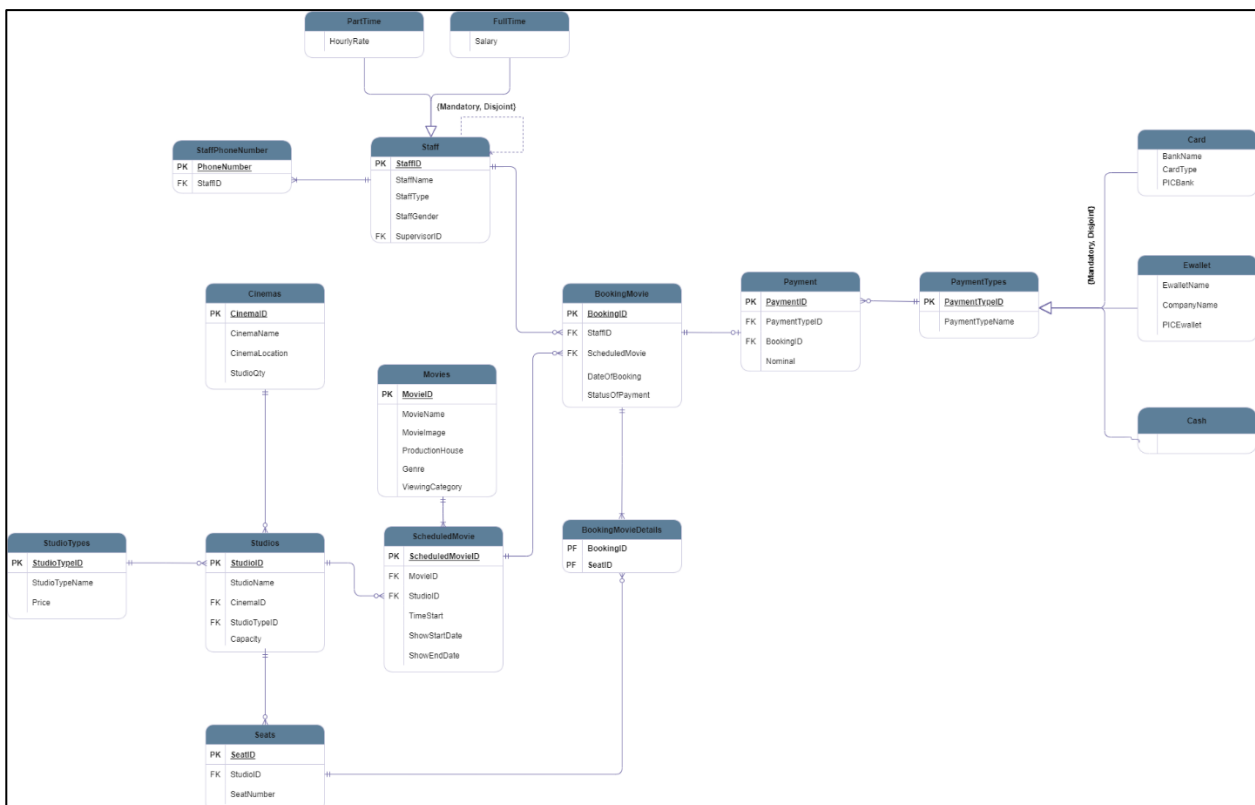 PartTime
HourlyRate
FullTime
Salary
{Mandatory, Disjoint}
StaffPhoneNumber
PK PhoneNumber
FK StaffID
Staff
PK StaffID
StaffName
StaffType
StaffGender
FK SupervisorID
Card
BankName
CardType
PICBank
{Mandatory, Disjoint}
Cinemas
PK CinemaID
CinemaName
CinemaLocation
StudioQty
BookingMovie
PK BookingID
FK StaffID
FK ScheduledMovie
DateOfBooking
StatusOfPayment
Payment
PK PaymentID
FK PaymentTypeID
FK BookingID
Nominal
PaymentTypes
PK PaymentTypeID
PaymentTypeName
Ewallet
EwalletName
CompanyName
PICEwallet
Movies
PK MovieID
MovieName
MovieImage
ProductionHouse
Genre
ViewingCategory
Cash
StudioTypes
PK StudioTypeID
StudioTypeName
Price
Studios
PK StudioID
StudioName
FK CinemaID
FK StudioTypeID
Capacity
ScheduledMovie
PK ScheduledMovieID
FK MovieID
FK StudioID
TimeStart
ShowStartDate
ShowEndDate
BookingMovieDetails
PF BookingID
PF SeatID
Seats
PK SeatID
FK StudioID
SeatNumber